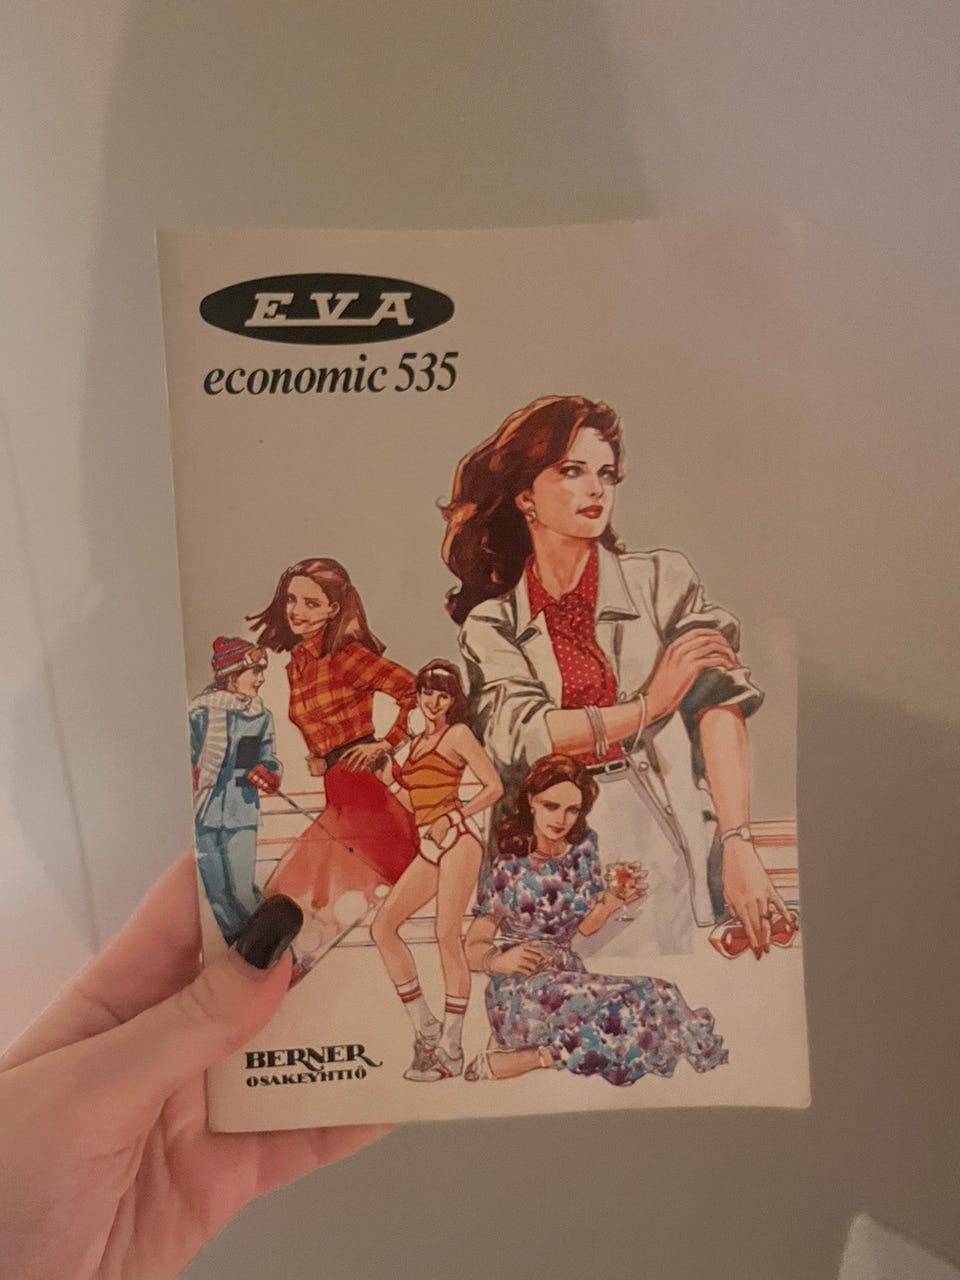 EVA
economic 535
BERNER
OSAKEYHTIÖ